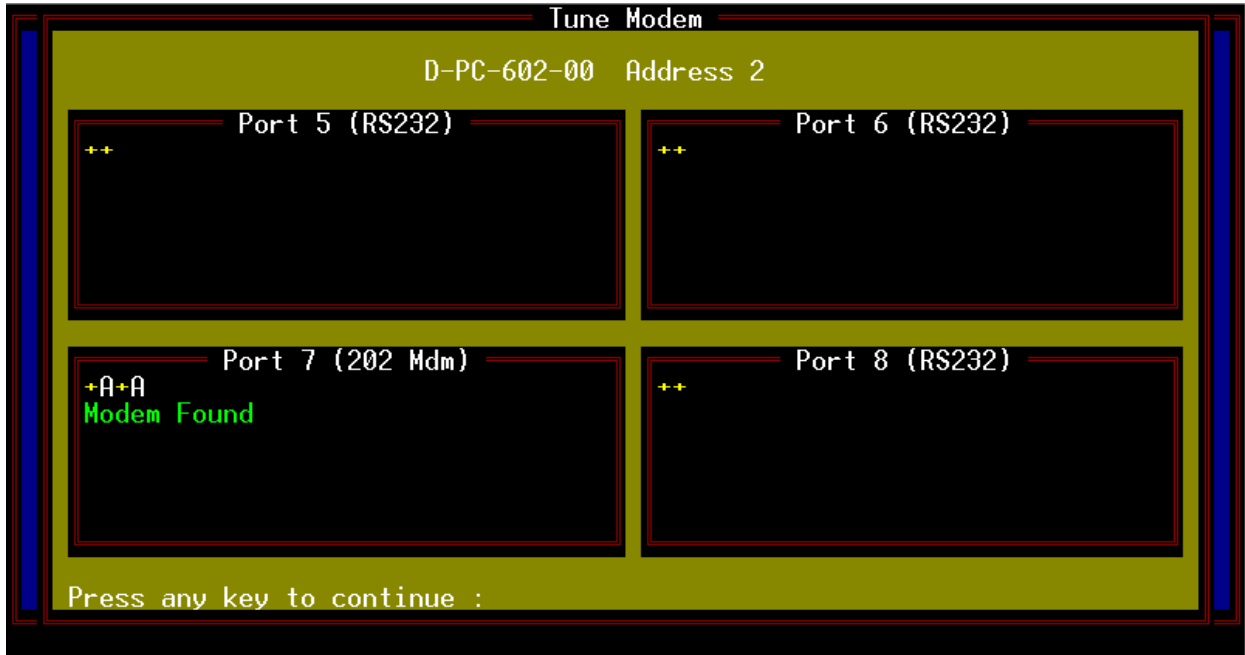 Tune Modem
D-PC-602-00 Address 2
Port 5 (RS232)
++
Port 6 (RS232)
++
Port 7 (202 Mdm)
+A+A
Modem Found
Port 8 (RS232)
++
Press any key to continue :